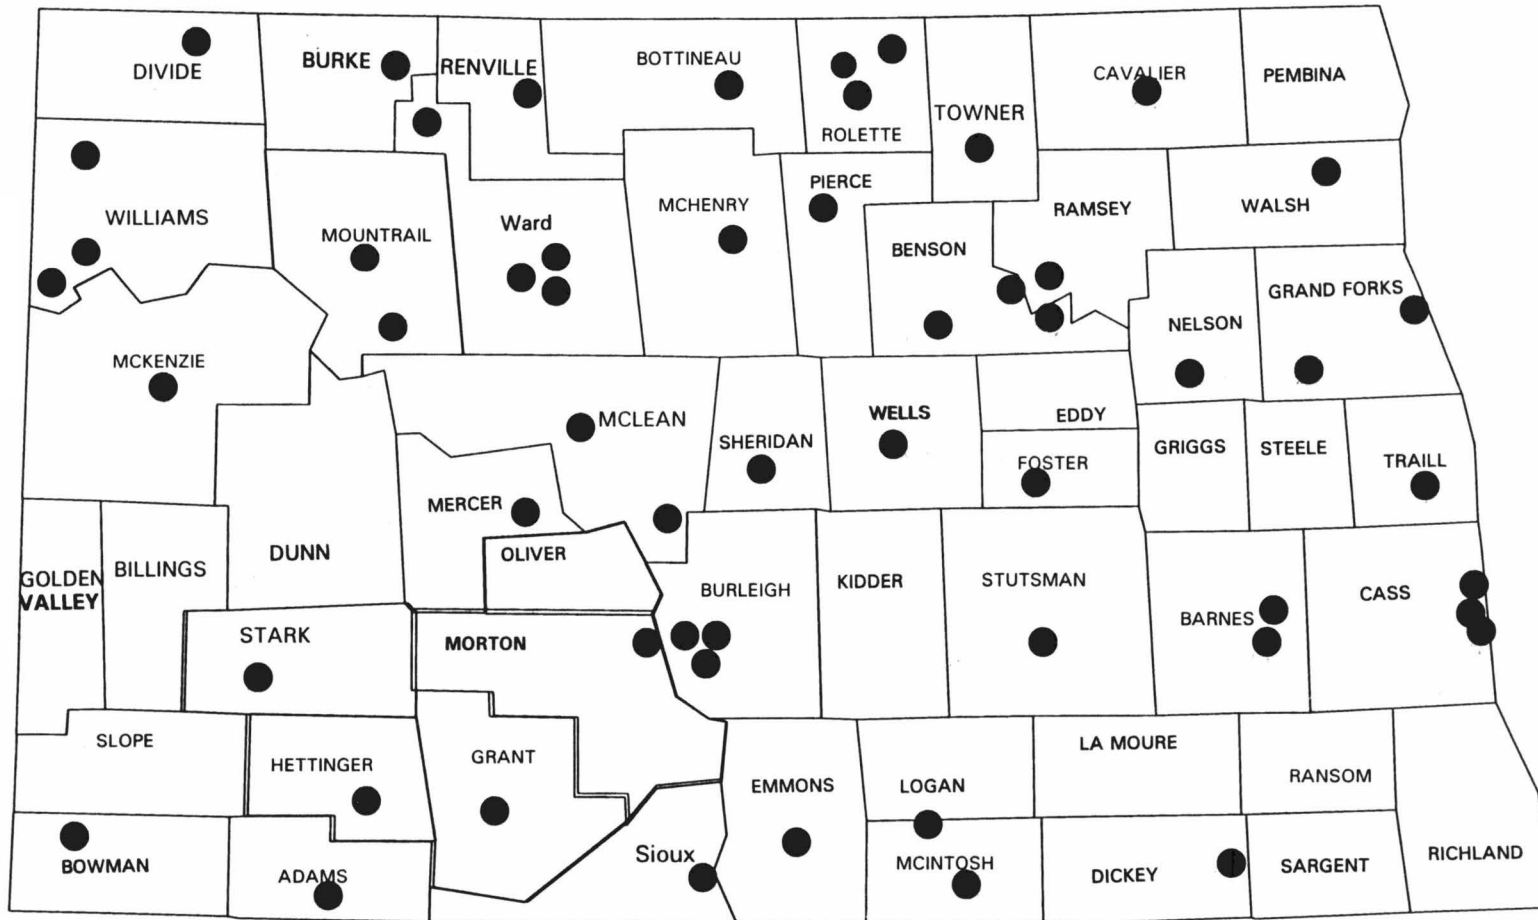 DIVIDE
BURKE
RENVILLE
BOTTINEAU
ROLETTE
TOWNER
CAVALIER
PEMBINA
WILLIAMS
MOUNTRAIL
Ward
MCHENRY
PIERCE
BENSON
RAMSEY
WALSH
MCKENZIE
NELSON
GRAND FORKS
MCLEAN
SHERIDAN
WELLS
EDDY
FOSTER
GRIGGS
STEELE
TRAILL
MERCER
OLIVER
DUNN
GOLDEN
VALLEY
BILLINGS
STARK
MORTON
BURLEIGH
KIDDER
STUTSMAN
BARNES
CASS
SLOPE
HETTINGER
GRANT
EMMONS
LOGAN
LA MOURE
RANSOM
BOWMAN
ADAMS
Sioux
MCINTOSH
DICKEY
SARGENT
RICHLAND